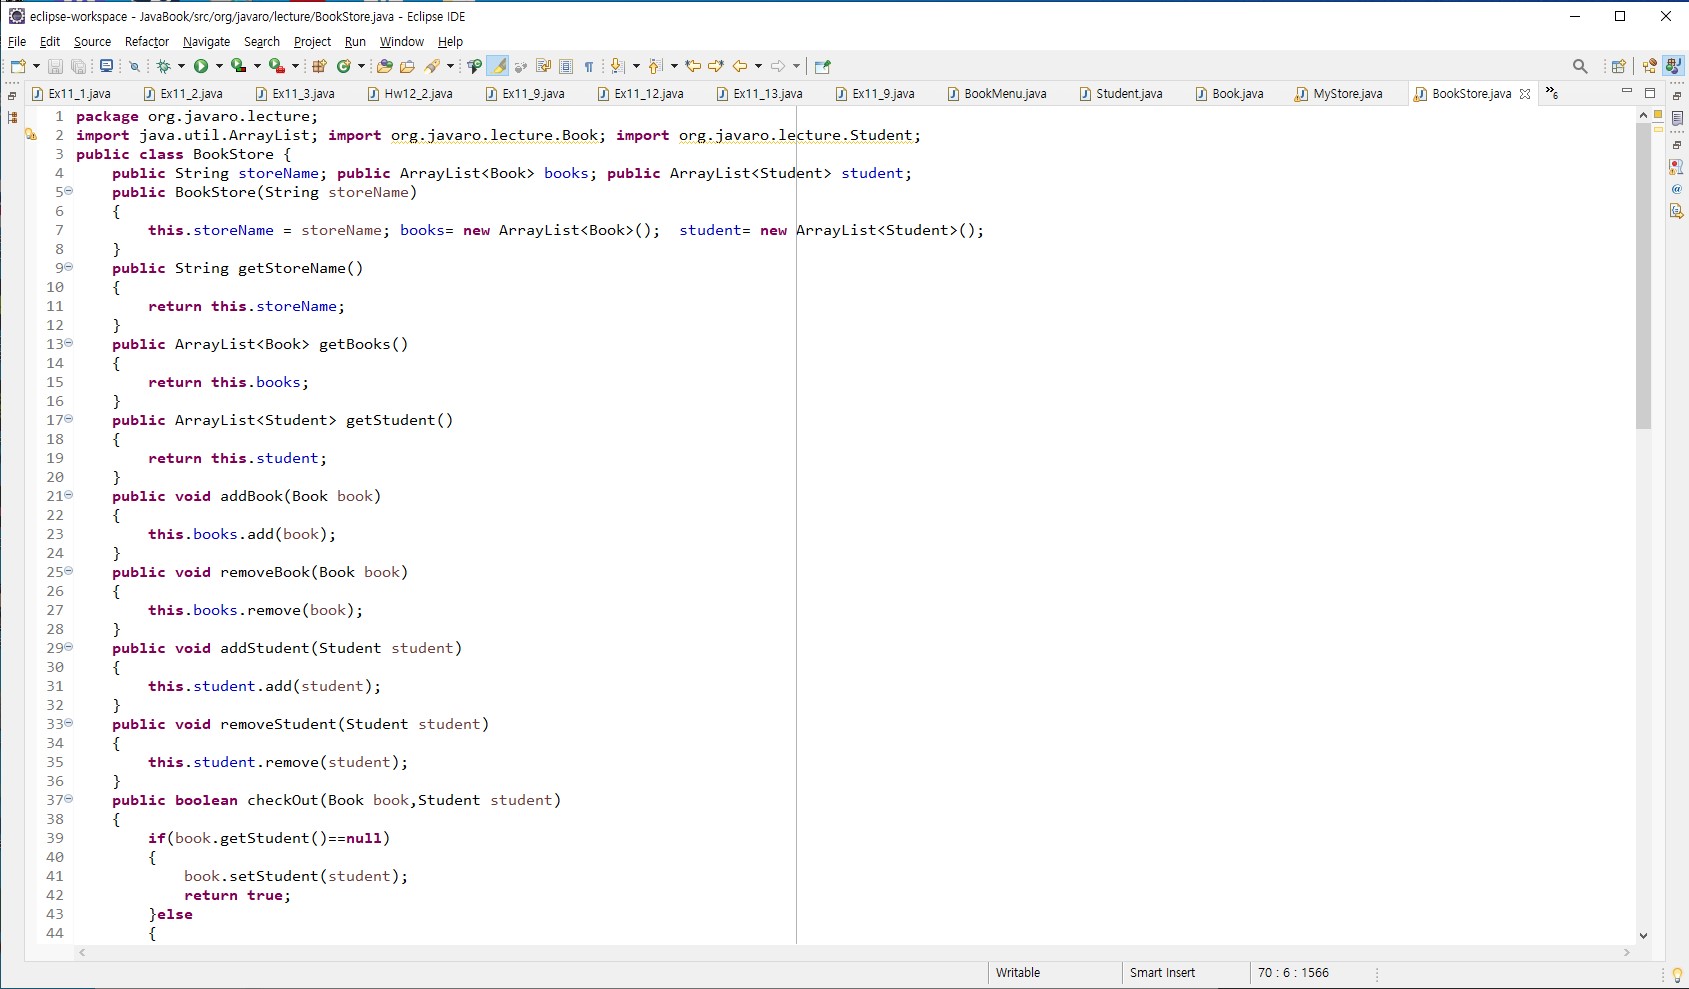 eclipse-workspace - JavaBook/src/org/javaro/lecture/BookStore.java - Eclipse IDE
File Edit Source Refactor Navigate Search Project Run Window Help
Ex11_1.java Ex11_2.java Ex11_3.java Hw12_2.java Ex11_9.java Ex11_12.java Ex11_13.java Ex11_9.java BookMenu.java Student.java Book.java MyStore.java BookStore.java »6
1 package org.javaro.lecture;
2 import java.util.ArrayList; import org.javaro.lecture.Book; import org.javaro.lecture.Student;
3 public class BookStore {
4 public String storeName; public ArrayList<Book> books; public ArrayList<Student> student;
5 public BookStore(String storeName)
6 {
7 this.storeName = storeName; books= new ArrayList<Book>();  student= new ArrayList<Student>();
8 }
9 public String getStoreName()
10 {
11 return this.storeName;
12 }
13 public ArrayList<Book> getBooks()
14 {
15 return this.books;
16 }
17 public ArrayList<Student> getStudent()
18 {
19 return this.student;
20 }
21 public void addBook(Book book)
22 {
23 this.books.add(book);
24 }
25 public void removeBook(Book book)
26 {
27 this.books.remove(book);
28 }
29 public void addStudent(Student student)
30 {
31 this.student.add(student);
32 }
33 public void removeStudent(Student student)
34 {
35 this.student.remove(student);
36 }
37 public boolean checkOut(Book book,Student student)
38 {
39 if(book.getStudent()==null)
40 {
41 book.setStudent(student);
42 return true;
43 }else
44 {
Writable Smart Insert 70 : 6 : 1566